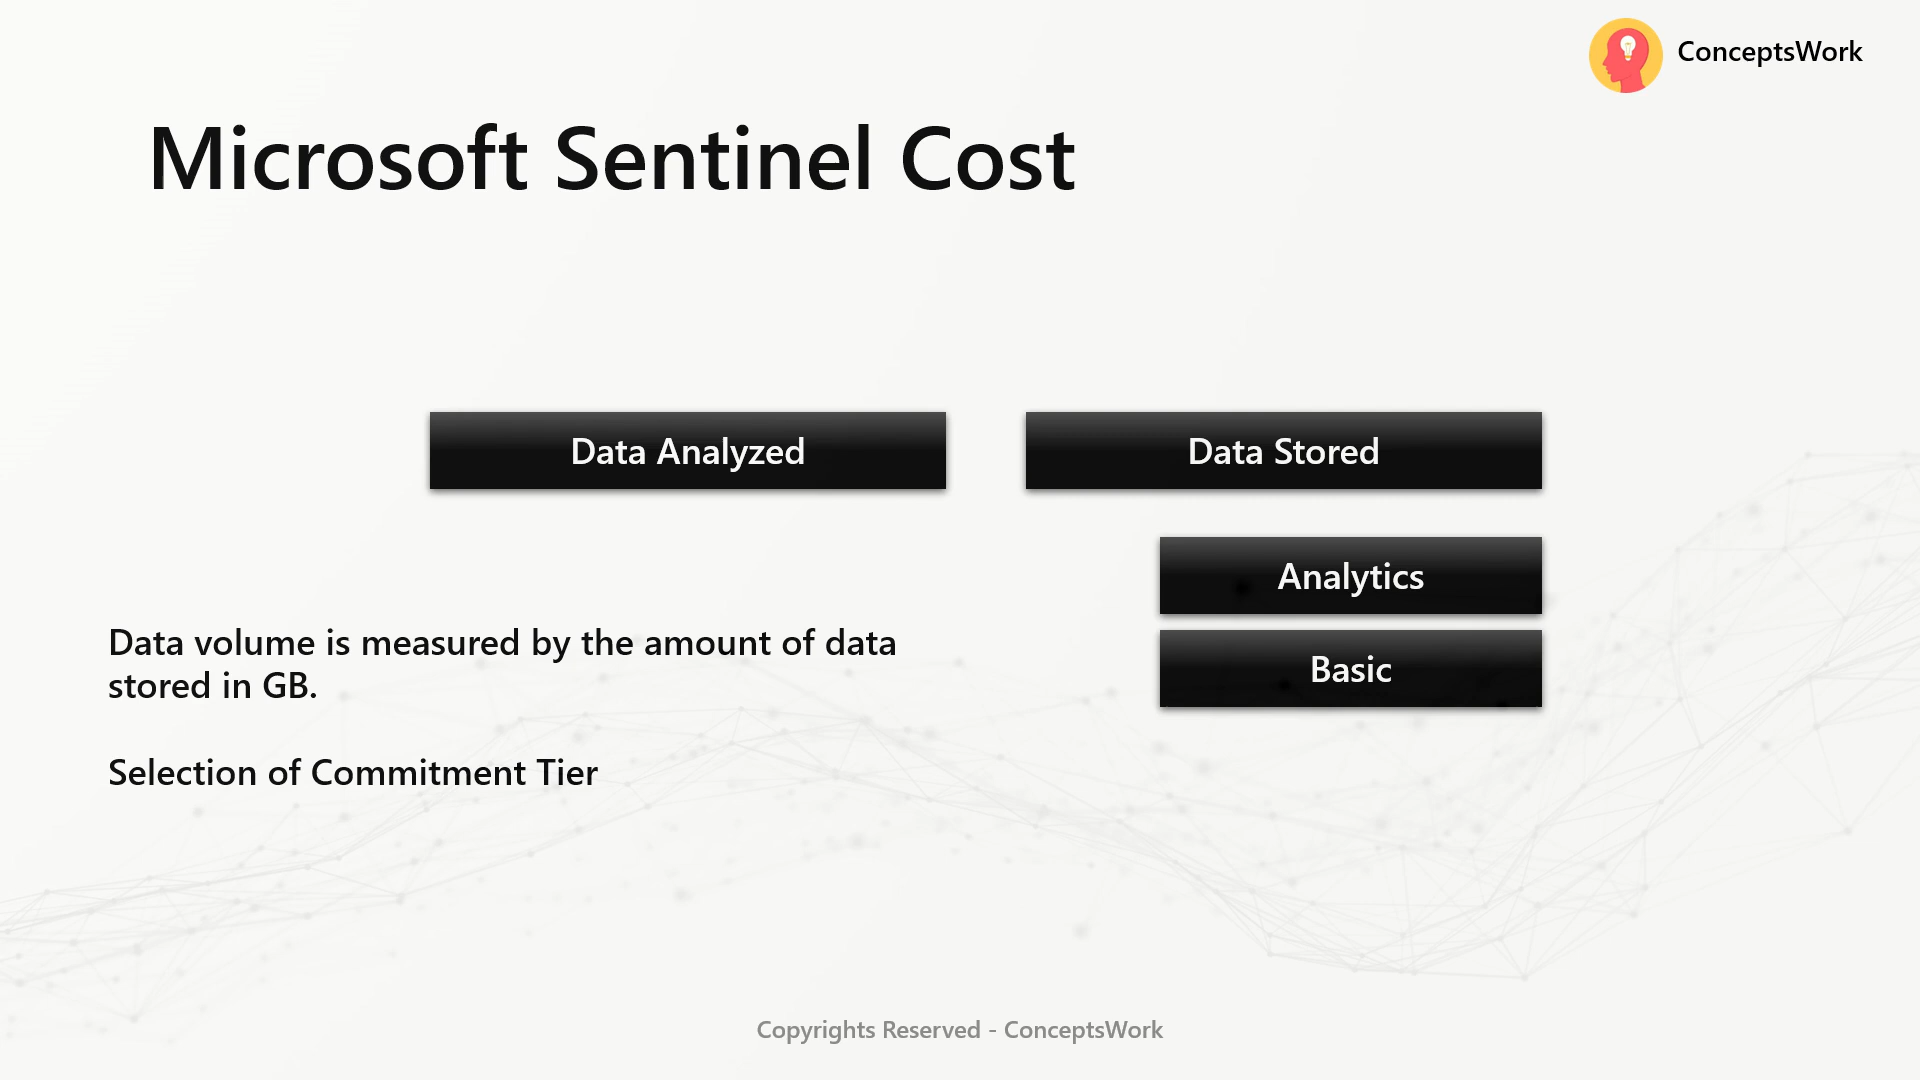 ConceptsWork
Microsoft Sentinel Cost
Data Analyzed
Data Stored
Analytics
Basic
Data volume is measured by the amount of data
stored in GB.
Selection of Commitment Tier
Copyrights Reserved - ConceptsWork